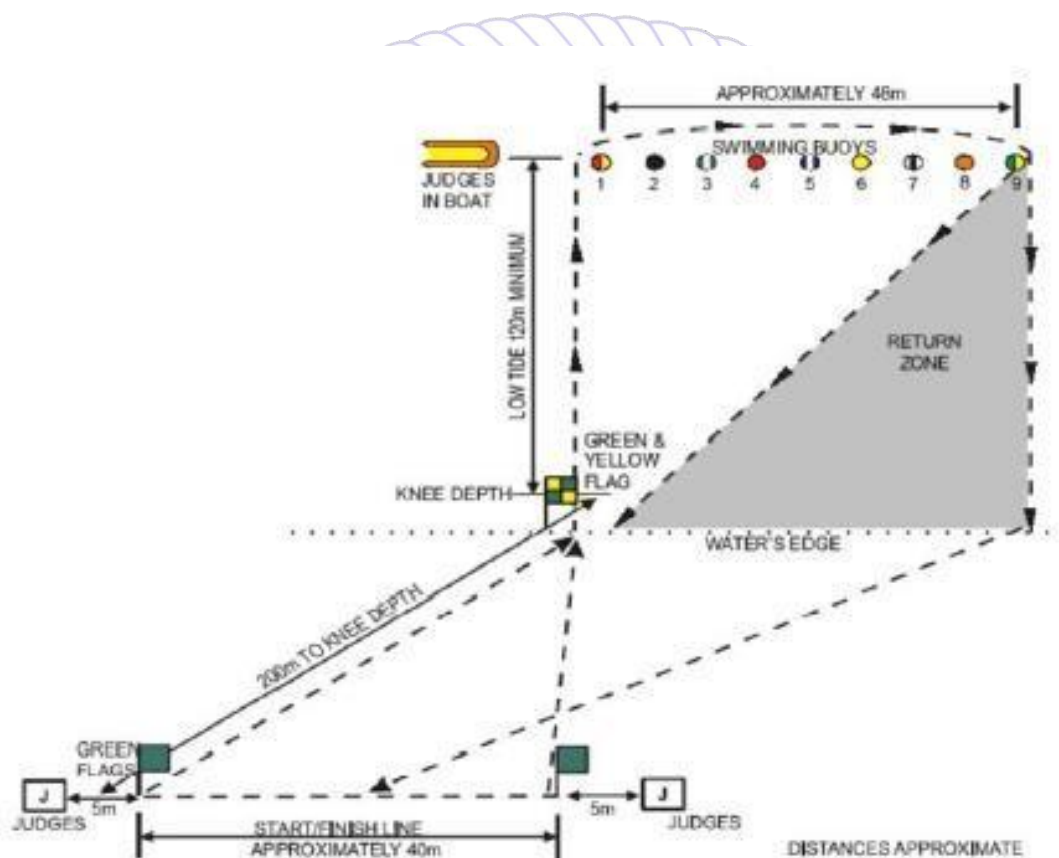 APPROXIMATELY 48m
SWIMMING BUOYS
1 2 3 4 5 6 7 8 9
JUDGES
IN BOAT
LOW TIDE 120m MINIMUM
RETURN
ZONE
GREEN &
YELLOW
FLAG
KNEE DEPTH
WATER'S EDGE
200m TO KNEE DEPTH
GREEN
FLAGS
J
5m
JUDGES
5m
J
JUDGES
START/FINISH LINE
APPROXIMATELY 40m
DISTANCES APPROXIMATE